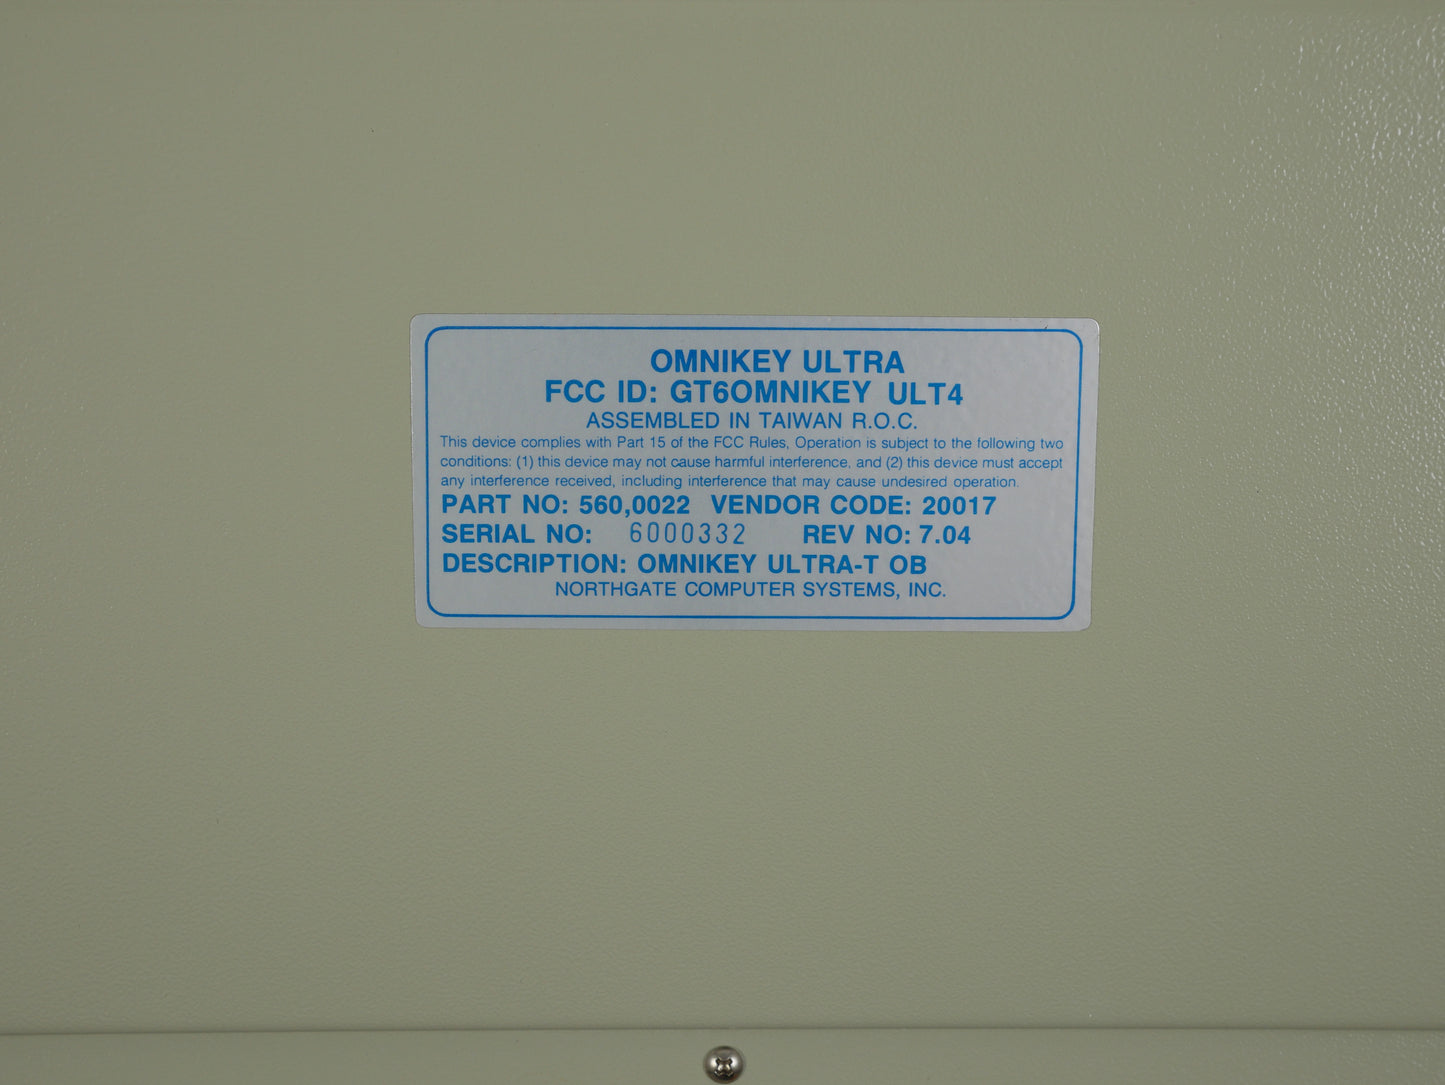 OMNIKEY ULTRA
FCC ID: GT6OMNIKEY ULT4
ASSEMBLED IN TAIWAN R.O.C.
This device complies with Part 15 of the FCC Rules, Operation is subject to the following two
conditions: (1) this device may not cause harmful interference, and (2) this device must accept
any interference received, including interference that may cause undesired operation.
PART NO: 560,0022 VENDOR CODE: 20017
SERIAL NO: 6000332 REV NO: 7.04
DESCRIPTION: OMNIKEY ULTRA-T OB
NORTHGATE COMPUTER SYSTEMS, INC.